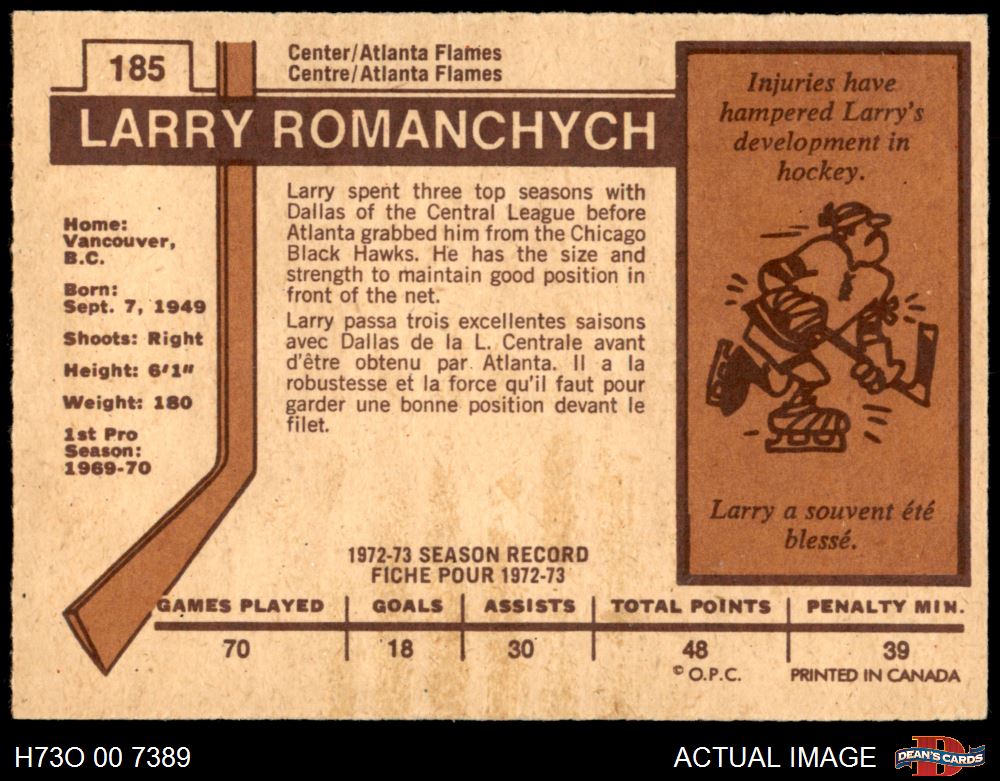 185
Center/Atlanta Flames
Centre/Atlanta Flames
LARRY ROMANCHYCH
Home:
Vancouver,
B.C.
Born:
Sept. 7, 1949
Shoots: Right
Height: 6'1"
Weight: 180
1st Pro
Season:
1969-70
Larry spent three top seasons with
Dallas of the Central League before
Atlanta grabbed him from the Chicago
Black Hawks. He has the size and
strength to maintain good position in
front of the net.
Larry passa trois excellentes saisons
avec Dallas de la L. Centrale avant
d'être obtenu par Atlanta. Il a la
robustesse et la force qu'il faut pour
garder une bonne position devant le
filet.
Injuries have
hampered Larry's
development in
hockey.
Larry a souvent été
blessé.
1972-73 SEASON RECORD
FICHE POUR 1972-73
GAMES PLAYED GOALS ASSISTS TOTAL POINTS PENALTY MIN.
70 18 30 48 39
© O.P.C. PRINTED IN CANADA
H73O 00 7389
ACTUAL IMAGE
D
DEAN'S CARDS